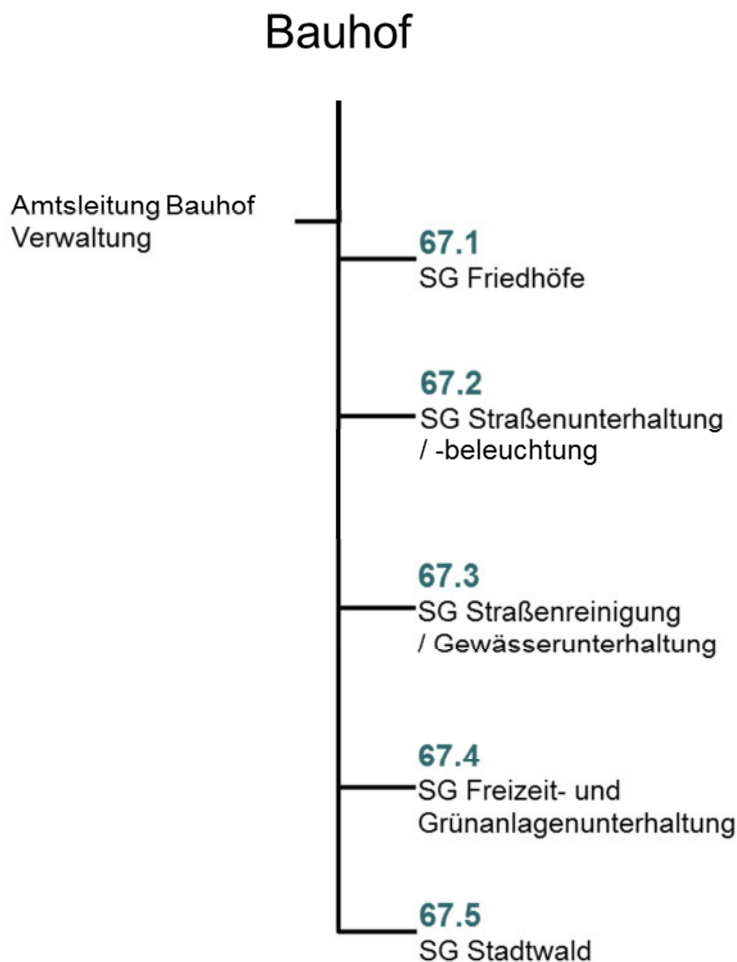 Bauhof
Amtsleitung Bauhof
Verwaltung
67.1
SG Friedhöfe
67.2
SG Straßenunterhaltung
/ -beleuchtung
67.3
SG Straßenreinigung
/ Gewässerunterhaltung
67.4
SG Freizeit- und
Grünanlagenunterhaltung
67.5
SG Stadtwald